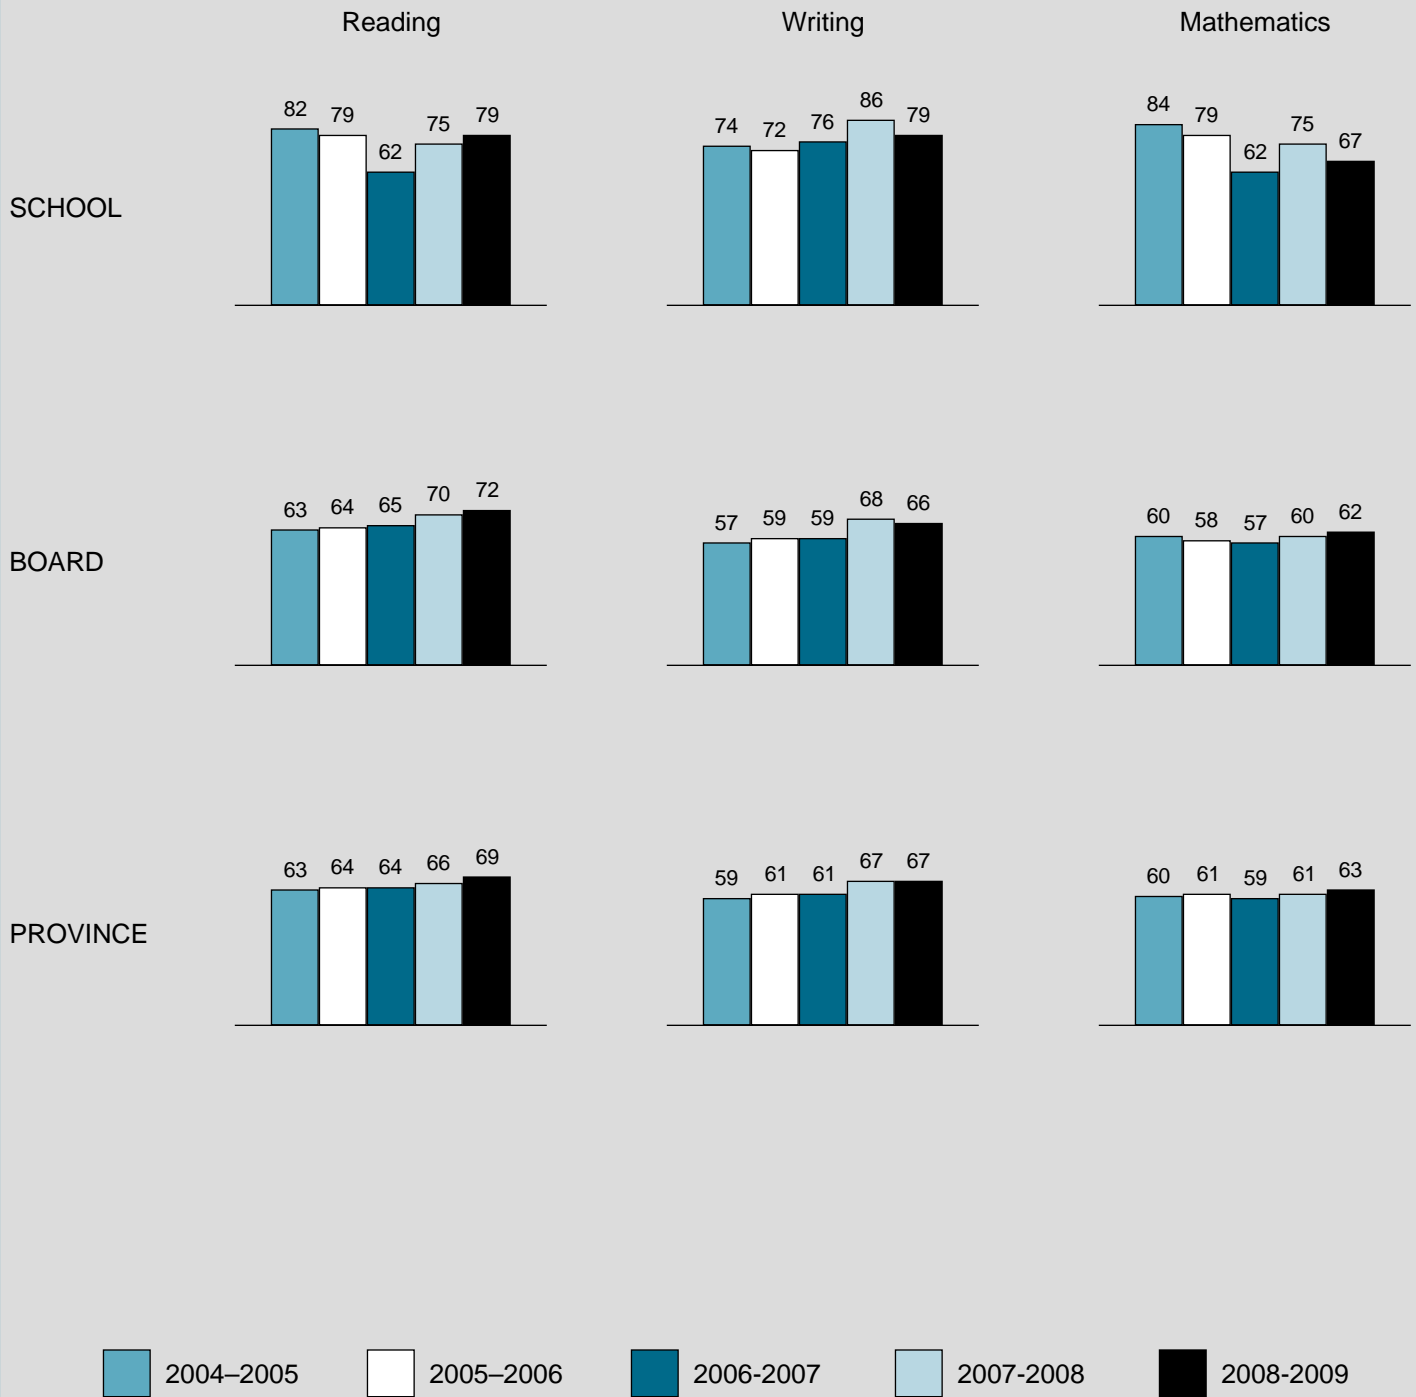 Reading Writing Mathematics
82 79 62 75 79 74 72 76 86 79 84 79 62 75 67
SCHOOL
63 64 65 70 72 57 59 59 68 66 60 58 57 60 62
BOARD
63 64 64 66 69 59 61 61 67 67 60 61 59 61 63
PROVINCE
2004–2005 2005–2006 2006-2007 2007-2008 2008-2009